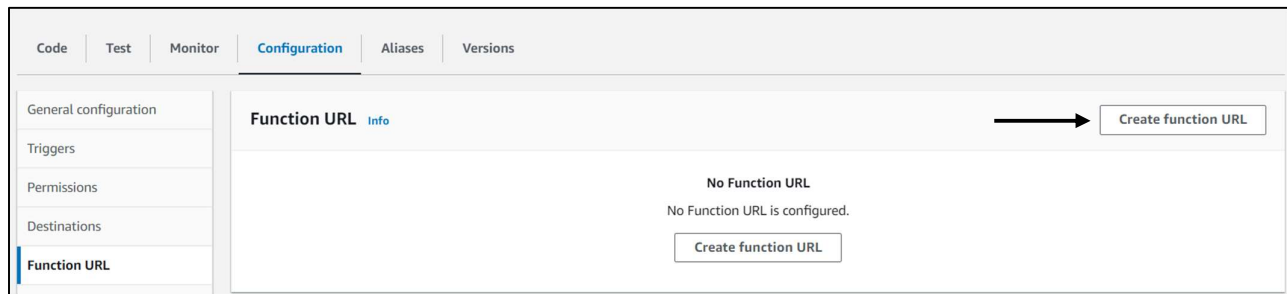 Code Test Monitor Configuration Aliases Versions
General configuration
Triggers
Permissions
Destinations
Function URL
Function URL Info
Create function URL
No Function URL
No Function URL is configured.
Create function URL